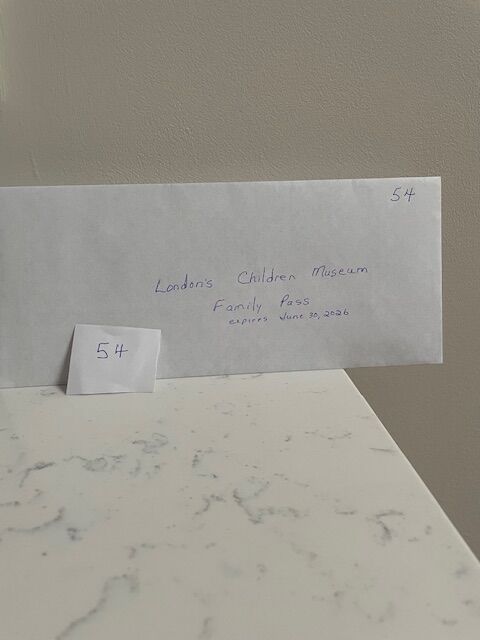 54
London's Children Museum
Family Pass
expires June 30, 2026
54